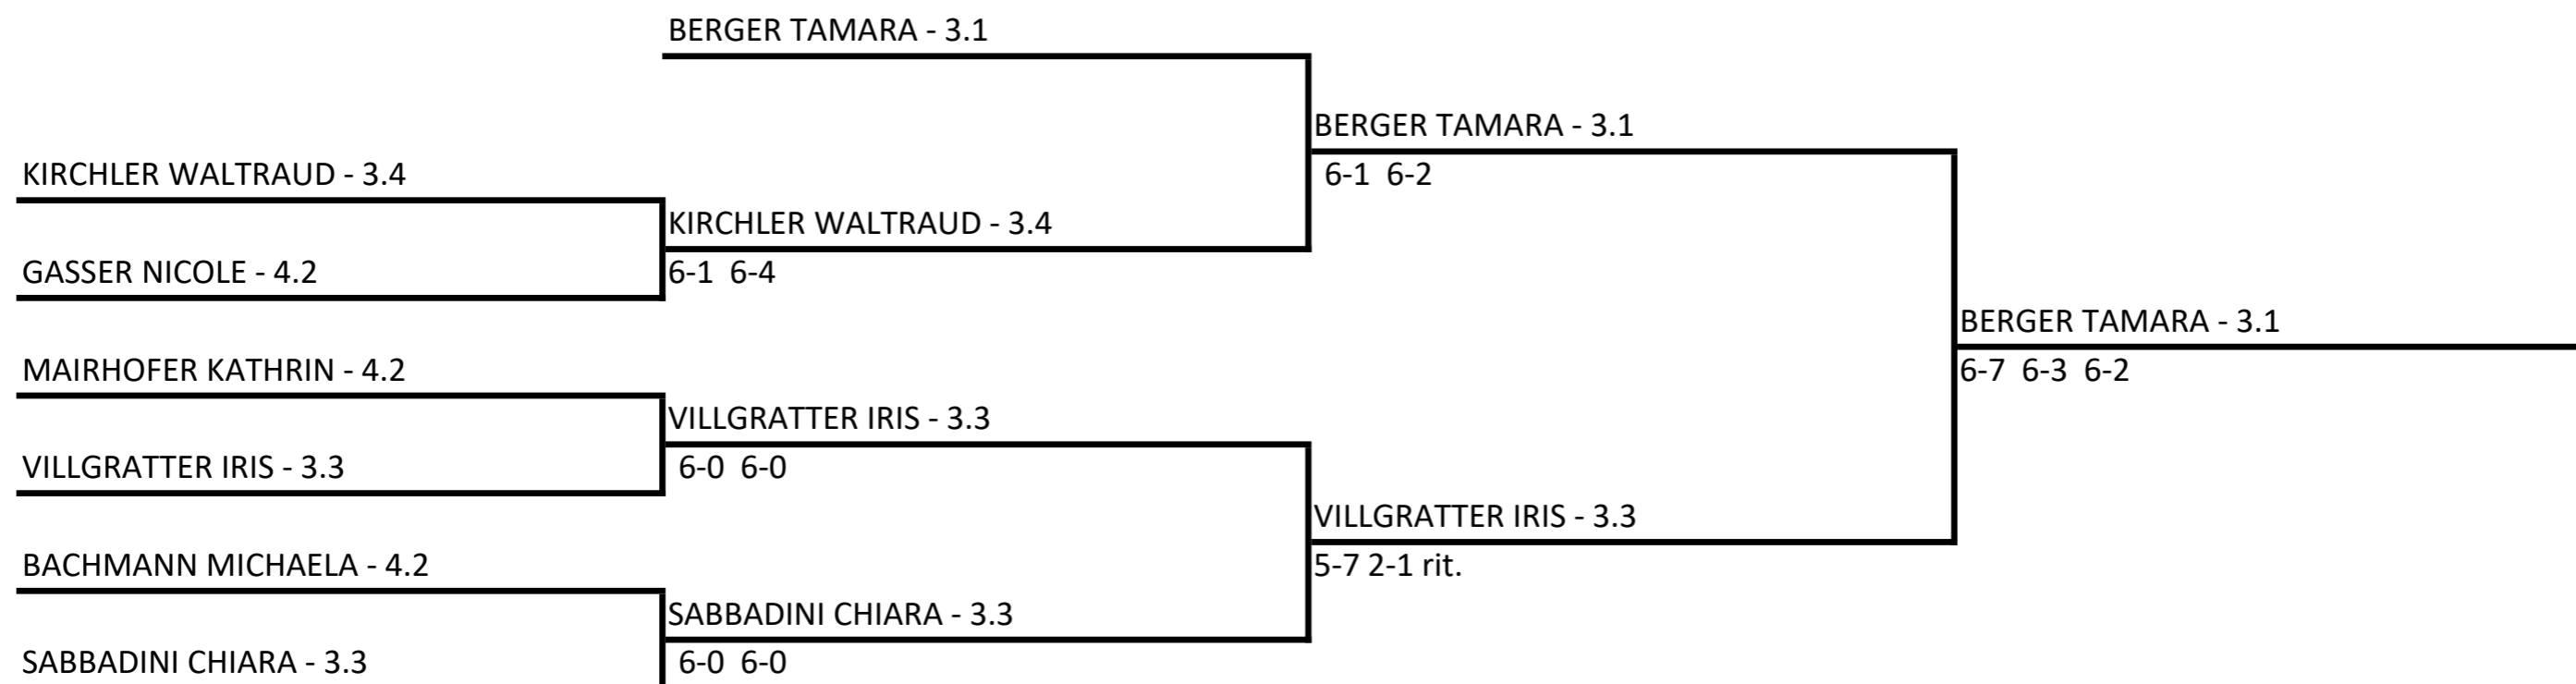 BERGER TAMARA - 3.1
BERGER TAMARA - 3.1
KIRCHLER WALTRAUD - 3.4
6-1 6-2
KIRCHLER WALTRAUD - 3.4
GASSER NICOLE - 4.2
6-1 6-4
BERGER TAMARA - 3.1
MAIRHOFER KATHRIN - 4.2
6-7 6-3 6-2
VILLGRATTER IRIS - 3.3
VILLGRATTER IRIS - 3.3
6-0 6-0
VILLGRATTER IRIS - 3.3
BACHMANN MICHAELA - 4.2
5-7 2-1 rit.
SABBADINI CHIARA - 3.3
SABBADINI CHIARA - 3.3
6-0 6-0